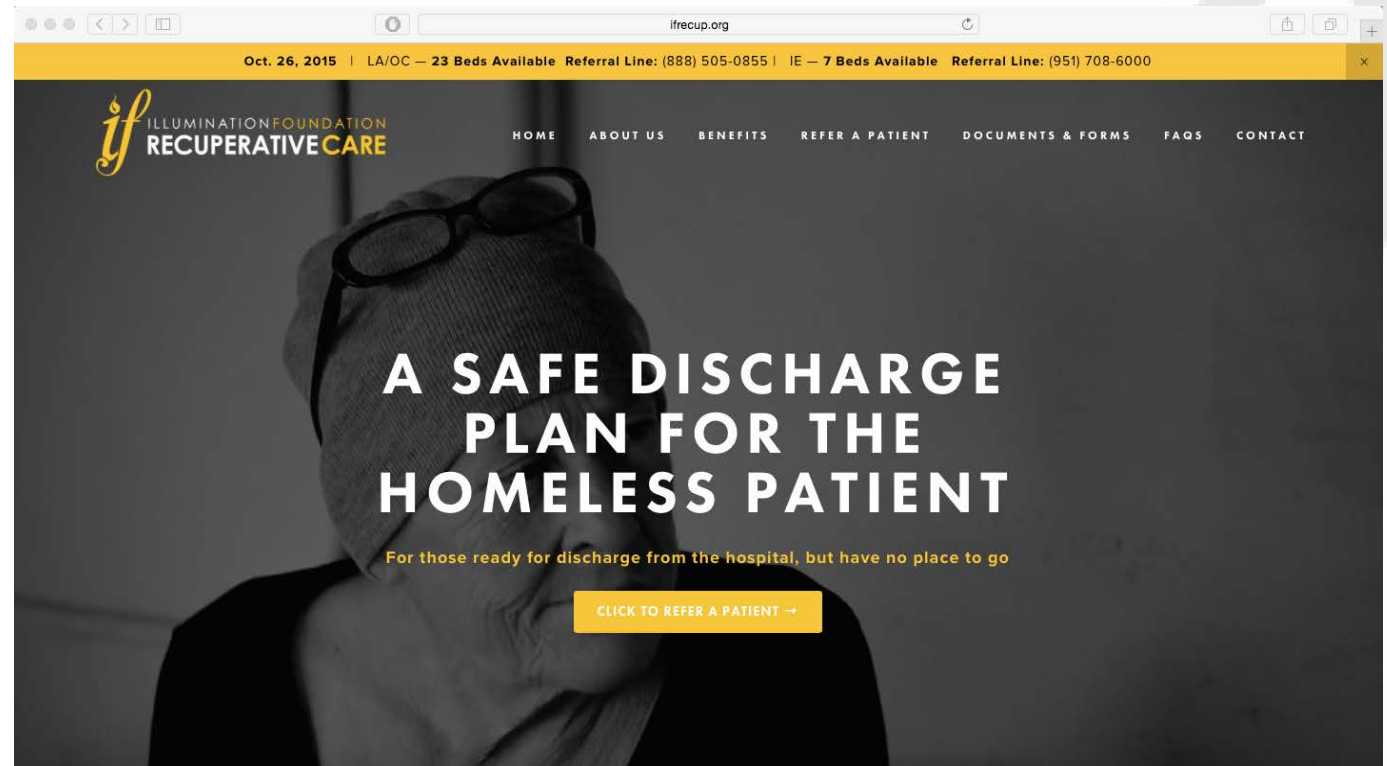 ifrecup.org
Oct. 26, 2015 | LA/OC — 23 Beds Available Referral Line: (888) 505-0855 | IE — 7 Beds Available Referral Line: (951) 708-6000 ×
if
ILLUMINATIONFOUNDATION
RECUPERATIVECARE
HOME ABOUT US BENEFITS REFER A PATIENT DOCUMENTS & FORMS FAQS CONTACT
A SAFE DISCHARGE
PLAN FOR THE
HOMELESS PATIENT
For those ready for discharge from the hospital, but have no place to go
CLICK TO REFER A PATIENT →